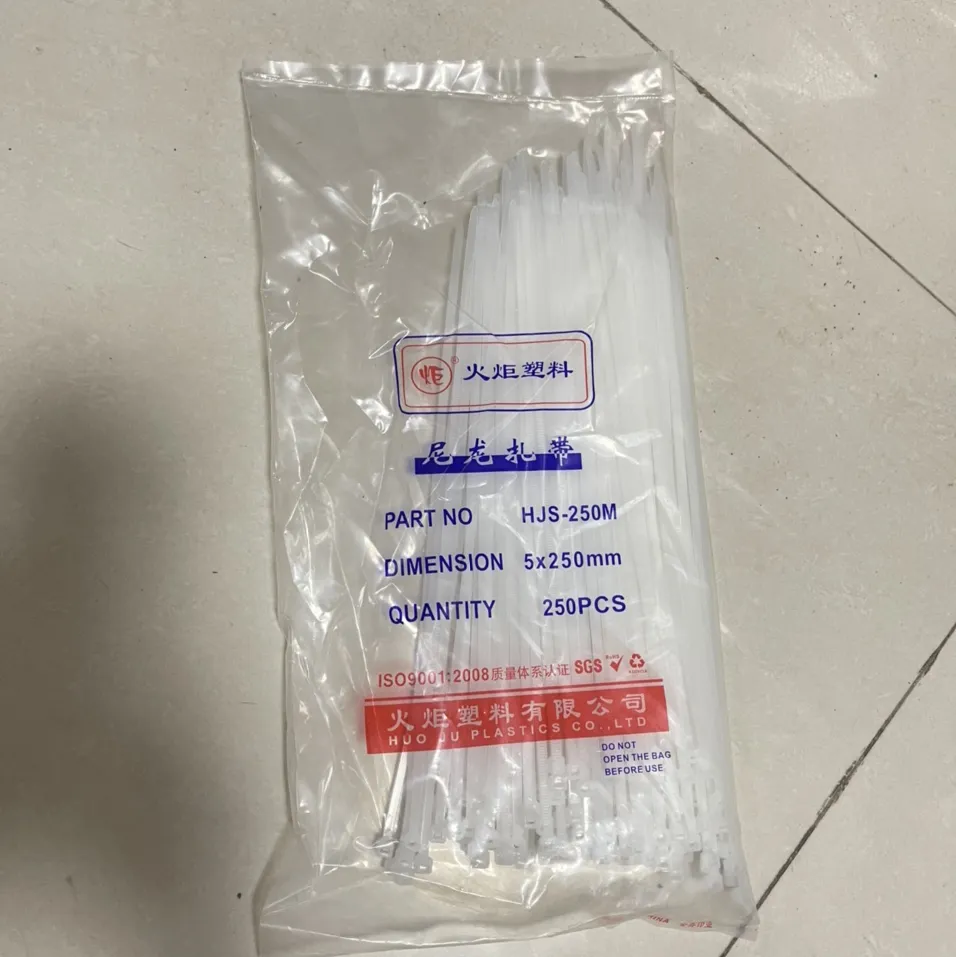 炬® 火炬塑料
尼龙扎带
PART NO HJS-250M
DIMENSION 5x250mm
QUANTITY 250PCS
ISO9001:2008质量体系认证 SGS RoHS
火炬塑料有限公司
HUO JU PLASTICS CO.,LTD
DO NOT
OPEN THE BAG
BEFORE USE